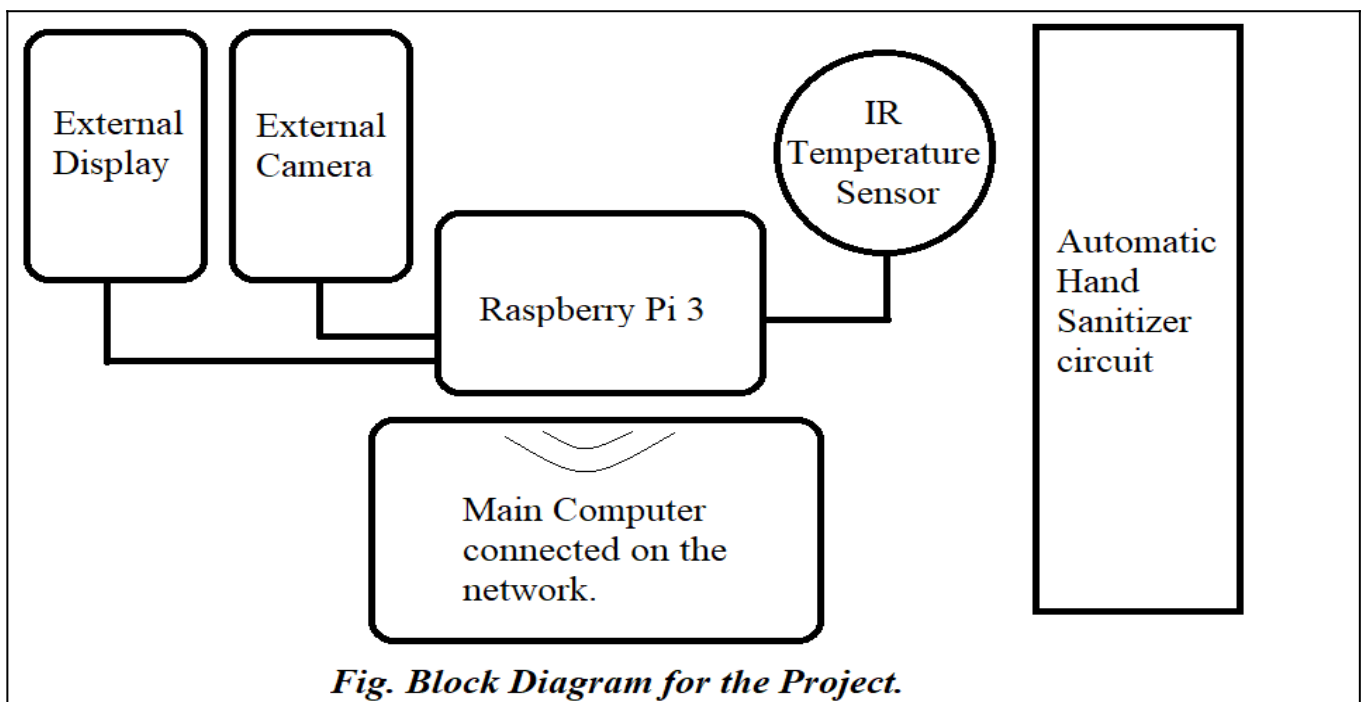 External
Display
External
Camera
IR
Temperature
Sensor
Raspberry Pi 3
Automatic
Hand
Sanitizer
circuit
Main Computer
connected on the
network.
Fig. Block Diagram for the Project.